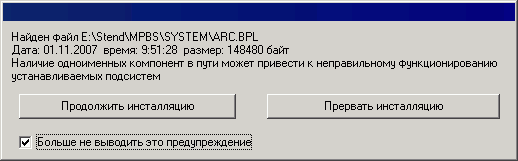 Найден файл E:\Stend\MPBS\SYSTEM\ARC.BPL
Дата: 01.11.2007 время: 9:51:28 размер: 148480 байт
Наличие одноименных компонент в пути может привести к неправильному функционированию
устанавливаемых подсистем
Продолжить инсталляцию Прервать инсталляцию
Больше не выводить это предупреждение